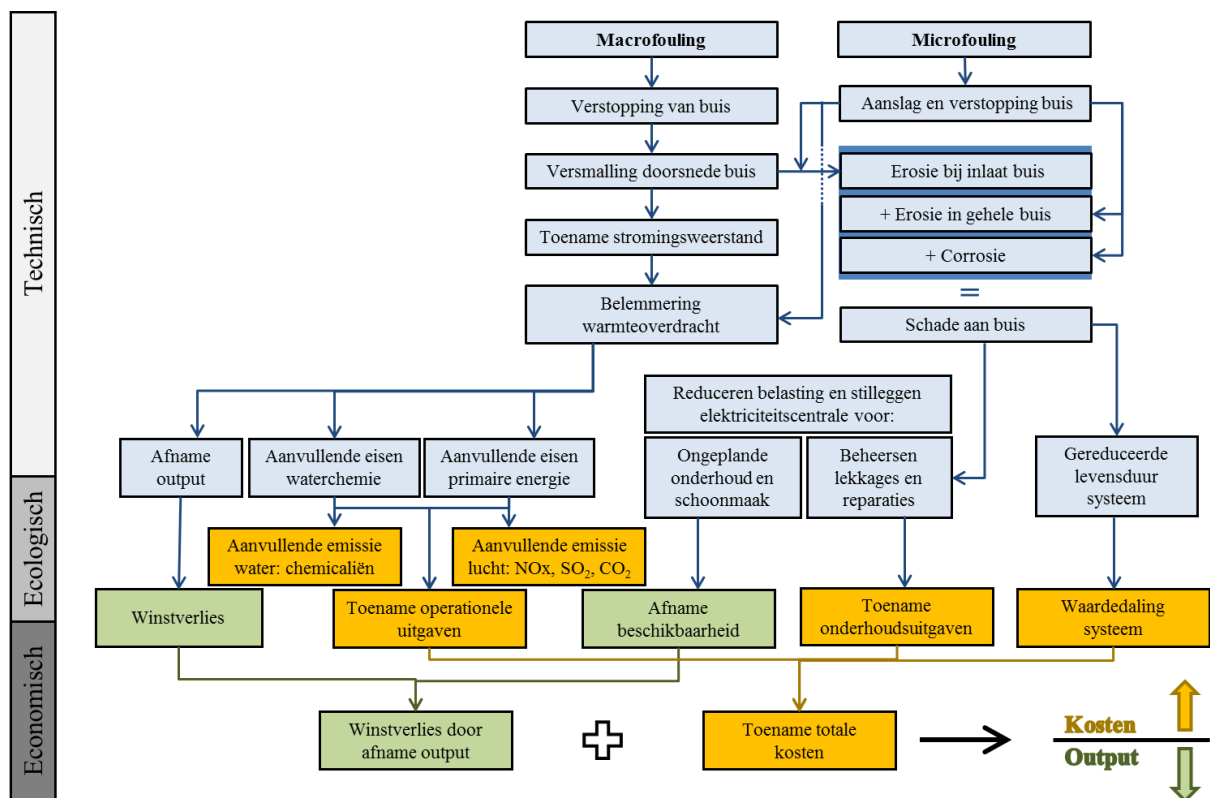 Technisch
Ecologisch
Economisch
Macrofouling
Microfouling
Verstopping van buis
Aanslag en verstopping buis
Versmalling doorsnede buis
Erosie bij inlaat buis
+ Erosie in gehele buis
Toename stromingsweerstand
+ Corrosie
=
Belemmering
warmteoverdracht
Schade aan buis
Reduceren belasting en stilleggen
elektriciteitscentrale voor:
Afname
output
Aanvullende eisen
waterchemie
Aanvullende eisen
primaire energie
Ongeplande
onderhoud en
schoonmaak
Beheersen
lekkages en
reparaties
Gereduceerde
levensduur
systeem
Aanvullende emissie
water: chemicaliën
Aanvullende emissie
lucht: NOx, SO₂, CO₂
Winstverlies
Toename operationele
uitgaven
Afname
beschikbaarheid
Toename
onderhoudsuitgaven
Waardedaling
systeem
Winstverlies door
afname output
Toename totale
kosten
Kosten
Output